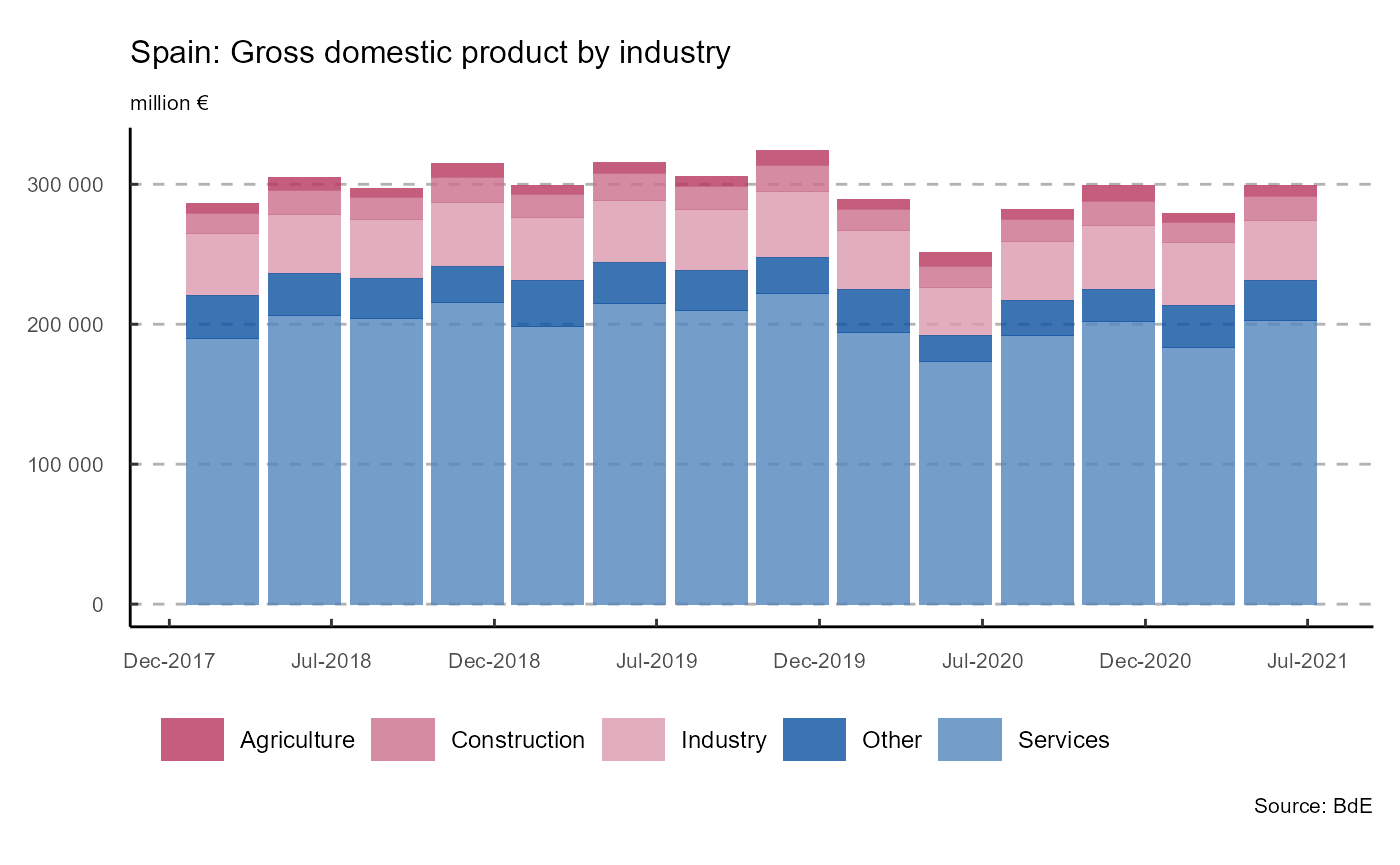 Spain: Gross domestic product by industry
million €
300 000
200 000
100 000
0
Dec-2017 Jul-2018 Dec-2018 Jul-2019 Dec-2019 Jul-2020 Dec-2020 Jul-2021
Agriculture Construction Industry Other Services
Source: BdE